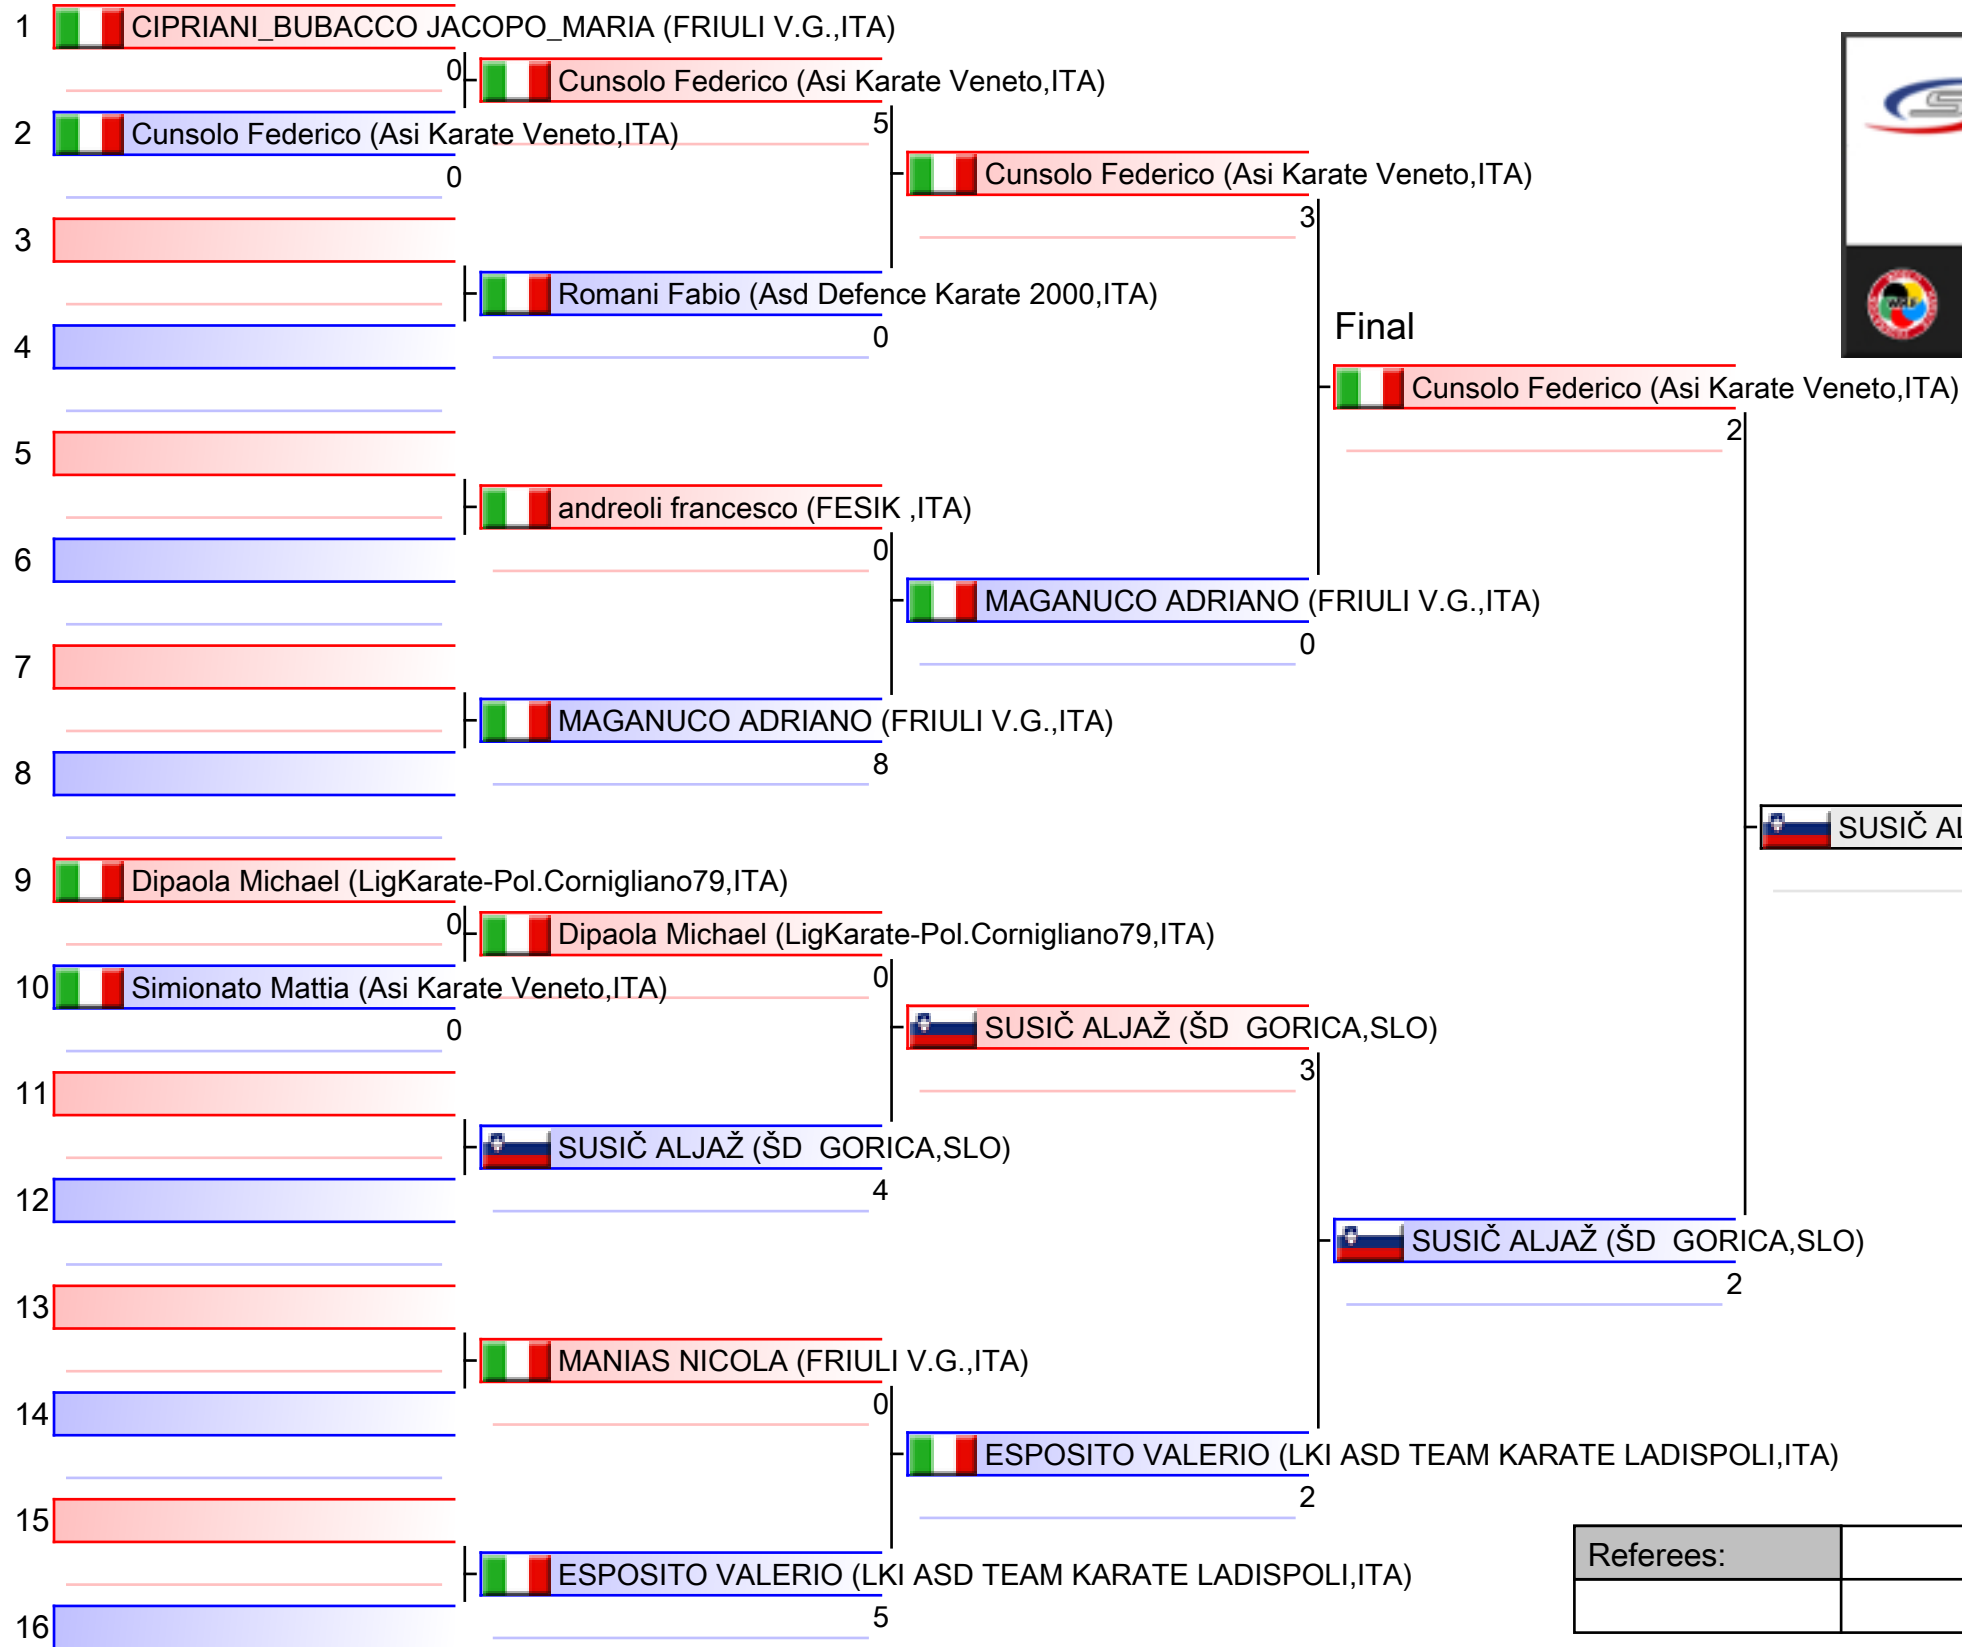 1 CIPRIANI_BUBACCO JACOPO_MARIA (FRIULI V.G.,ITA)
0
Cunsolo Federico (Asi Karate Veneto,ITA)
5
2 Cunsolo Federico (Asi Karate Veneto,ITA)
0
Cunsolo Federico (Asi Karate Veneto,ITA)
3
3
Romani Fabio (Asd Defence Karate 2000,ITA)
0
4
Final
Cunsolo Federico (Asi Karate Veneto,ITA)
2
5
andreoli francesco (FESIK ,ITA)
0
6
MAGANUCO ADRIANO (FRIULI V.G.,ITA)
0
7
MAGANUCO ADRIANO (FRIULI V.G.,ITA)
8
8
SUSIČ AL
9 Dipaola Michael (LigKarate-Pol.Cornigliano79,ITA)
0
Dipaola Michael (LigKarate-Pol.Cornigliano79,ITA)
0
10 Simionato Mattia (Asi Karate Veneto,ITA)
0
SUSIČ ALJAŽ (ŠD GORICA,SLO)
3
11
SUSIČ ALJAŽ (ŠD GORICA,SLO)
4
12
SUSIČ ALJAŽ (ŠD GORICA,SLO)
2
13
MANIAS NICOLA (FRIULI V.G.,ITA)
0
14
ESPOSITO VALERIO (LKI ASD TEAM KARATE LADISPOLI,ITA)
2
15
ESPOSITO VALERIO (LKI ASD TEAM KARATE LADISPOLI,ITA)
5
16
Referees: